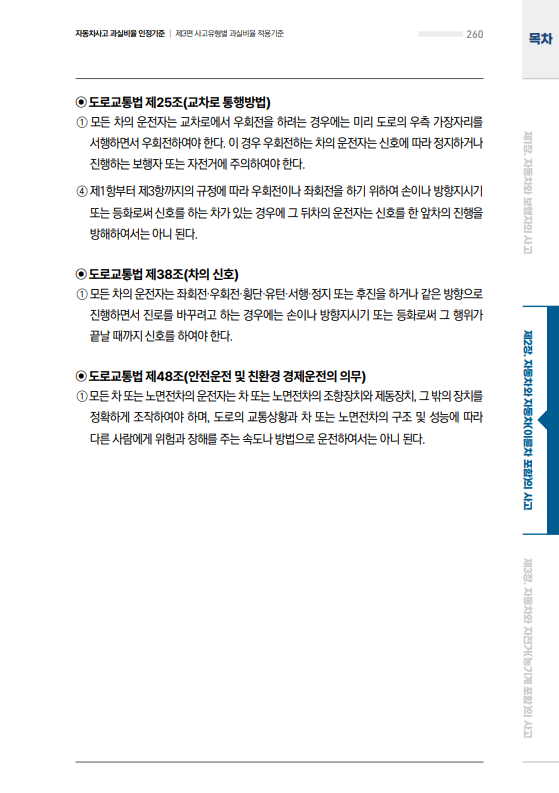 자동차사고 과실비율 인정기준 | 제3편 사고유형별 과실비율 적용기준
260
목차
◉ 도로교통법 제25조(교차로 통행방법)
① 모든 차의 운전자는 교차로에서 우회전을 하려는 경우에는 미리 도로의 우측 가장자리를
서행하면서 우회전하여야 한다. 이 경우 우회전하는 차의 운전자는 신호에 따라 정지하거나
진행하는 보행자 또는 자전거에 주의하여야 한다.
④ 제1항부터 제3항까지의 규정에 따라 우회전이나 좌회전을 하기 위하여 손이나 방향지시기
또는 등화로써 신호를 하는 차가 있는 경우에 그 뒤차의 운전자는 신호를 한 앞차의 진행을
방해하여서는 아니 된다.
◉ 도로교통법 제38조(차의 신호)
① 모든 차의 운전자는 좌회전·우회전·횡단·유턴·서행·정지 또는 후진을 하거나 같은 방향으로
진행하면서 진로를 바꾸려고 하는 경우에는 손이나 방향지시기 또는 등화로써 그 행위가
끝날 때까지 신호를 하여야 한다.
◉ 도로교통법 제48조(안전운전 및 친환경 경제운전의 의무)
① 모든 차 또는 노면전차의 운전자는 차 또는 노면전차의 조향장치와 제동장치, 그 밖의 장치를
정확하게 조작하여야 하며, 도로의 교통상황과 차 또는 노면전차의 구조 및 성능에 따라
다른 사람에게 위험과 장해를 주는 속도나 방법으로 운전하여서는 아니 된다.
제1장. 자동차와 보행자의 사고
제2장. 자동차와 자동차(이륜차 포함)의 사고
제3장. 자동차와 자전거(농기계 포함)의 사고